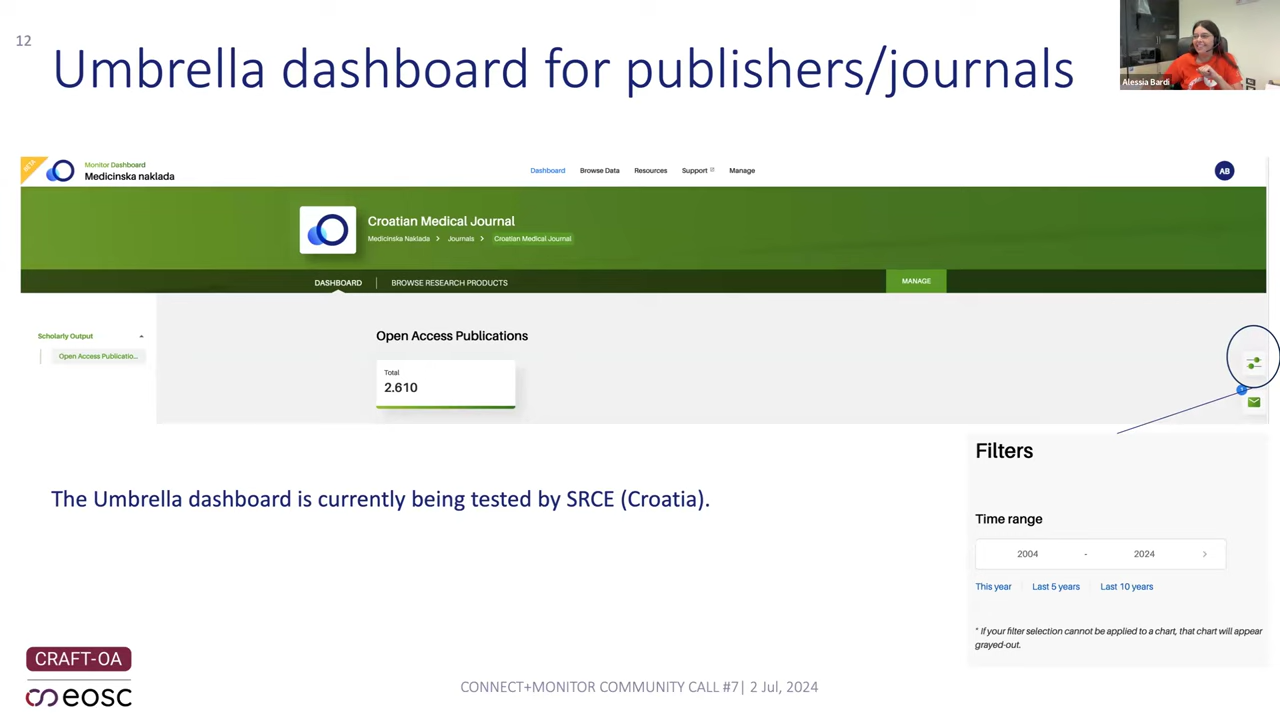 12
Umbrella dashboard for publishers/journals
Alessia Bardi
BETA
Monitor Dashboard
Medicinska naklada
Dashboard
Browse Data
Resources
Support
Manage
AB
Croatian Medical Journal
Medicinska Naklada > Journals > Croatian Medical Journal
DASHBOARD
BROWSE RESEARCH PRODUCTS
MANAGE
Scholarly Output
Open Access Publicatio...
Open Access Publications
Total
2.610
Filters
Time range
2004 - 2024
This year
Last 5 years
Last 10 years
* If your filter selection cannot be applied to a chart, that chart will appear
grayed-out.
The Umbrella dashboard is currently being tested by SRCE (Croatia).
CRAFT-OA
eosc
CONNECT+MONITOR COMMUNITY CALL #7| 2 Jul, 2024